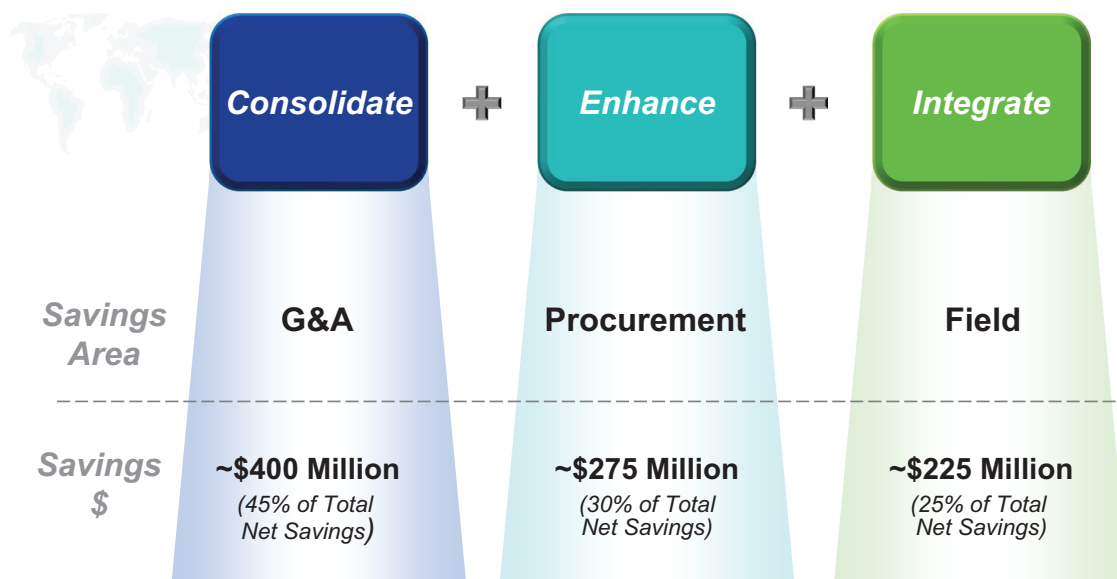 Consolidate
Enhance
Integrate
Savings
Area
G&A
Procurement
Field
Savings
$
~$400 Million
(45% of Total
Net Savings)
~$275 Million
(30% of Total
Net Savings)
~$225 Million
(25% of Total
Net Savings)